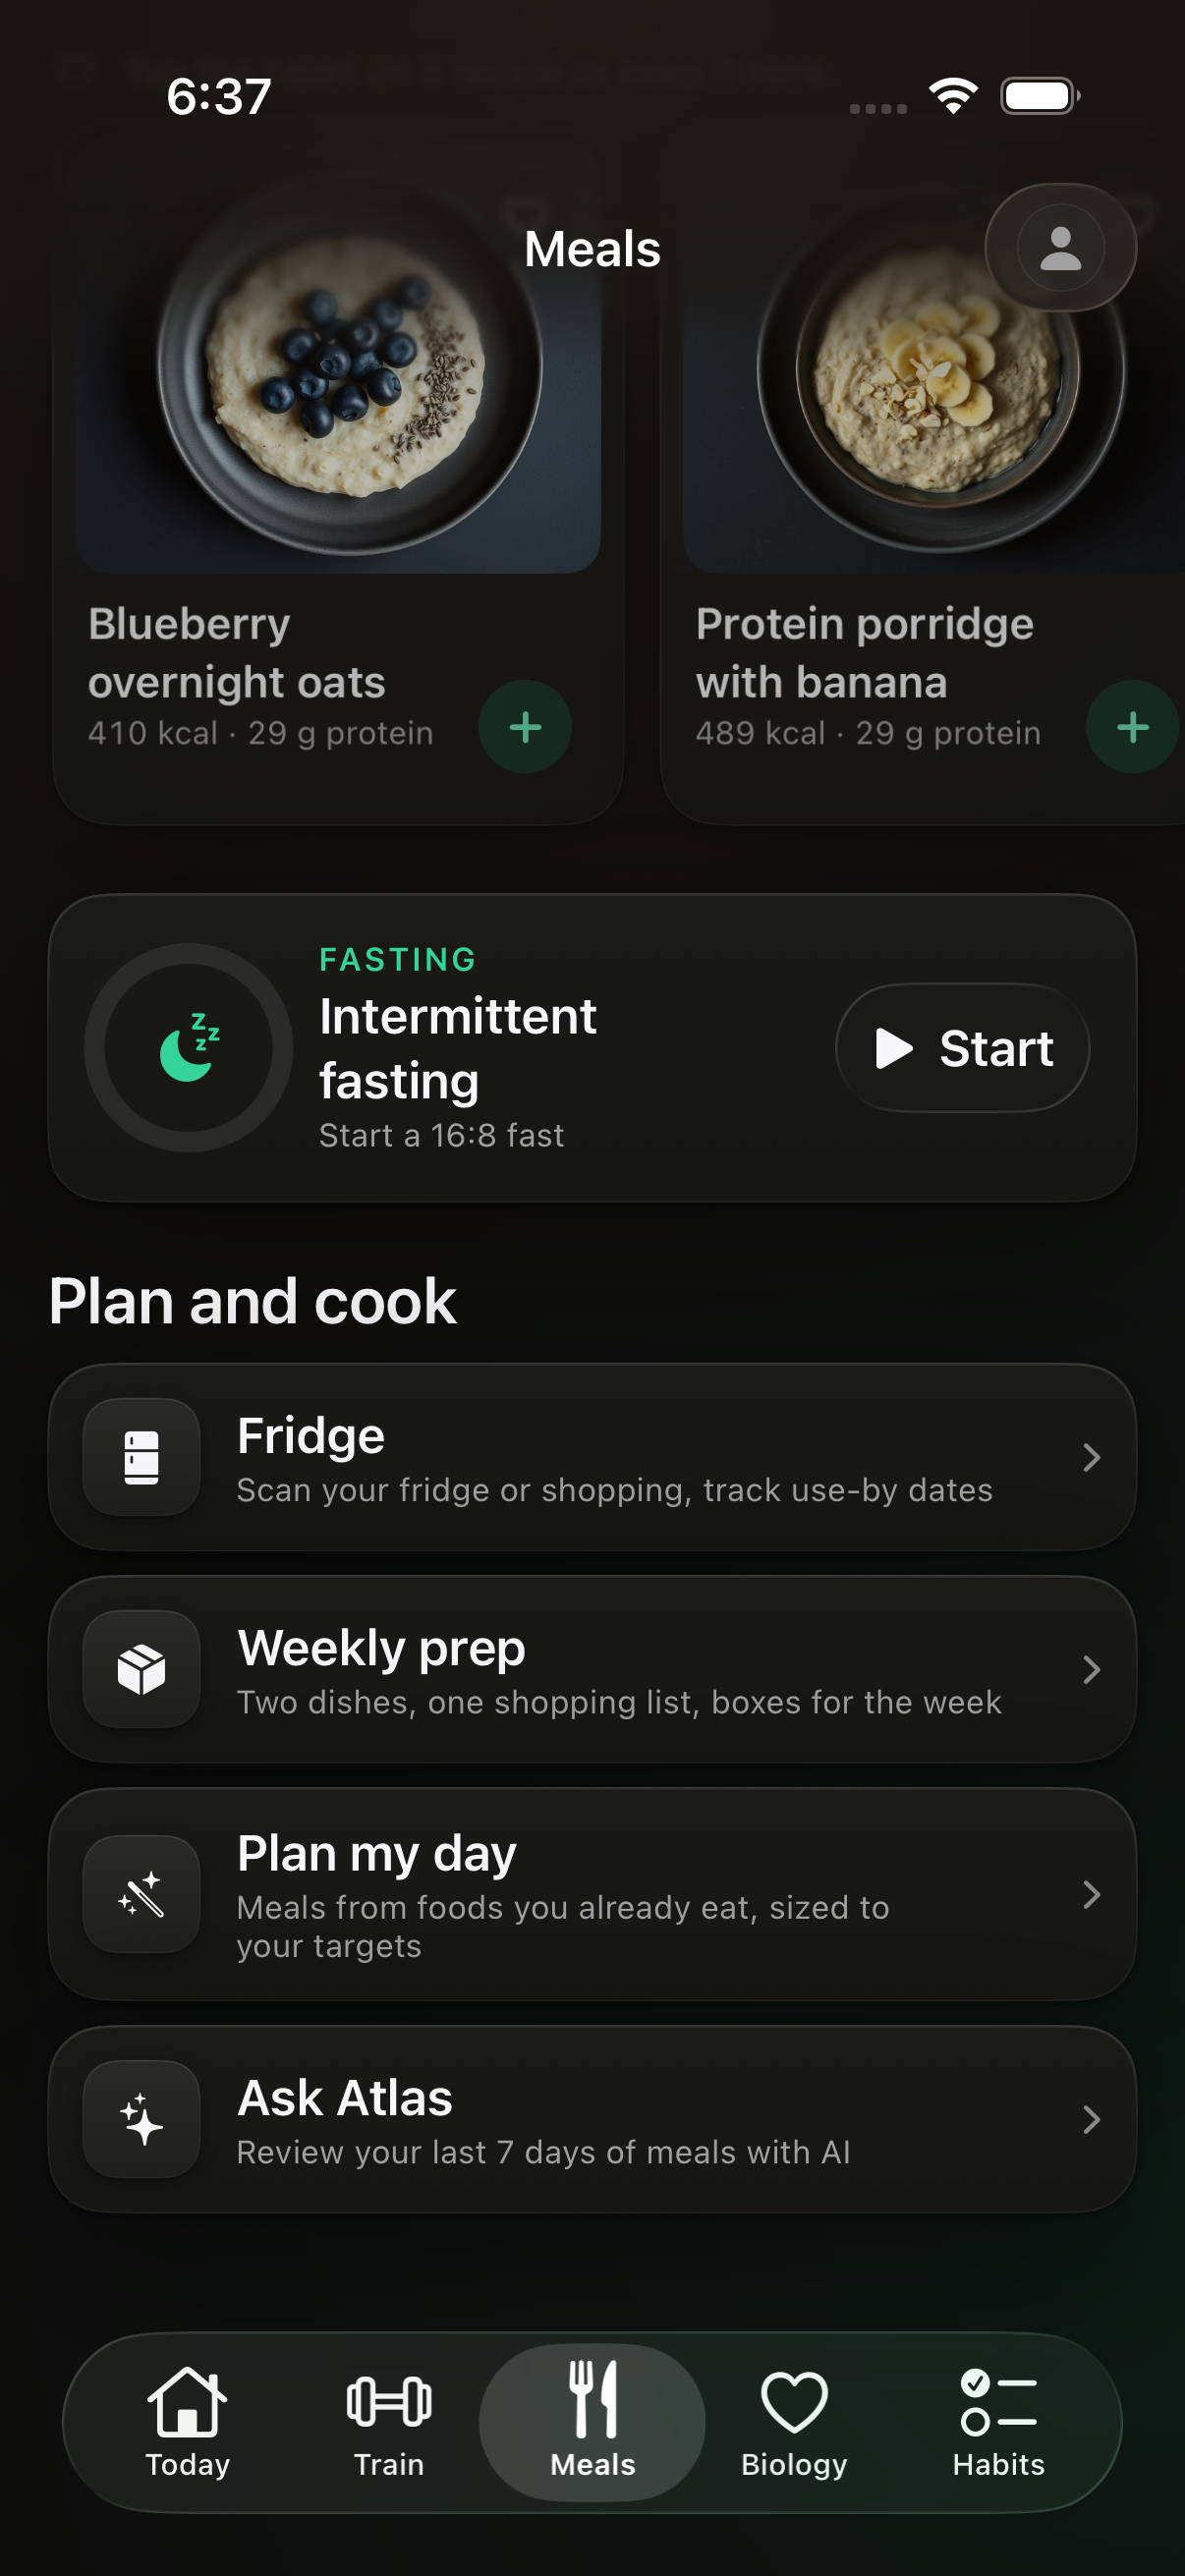 6:37
Meals
Blueberry
overnight oats
410 kcal · 29 g protein
Protein porridge
with banana
489 kcal · 29 g protein
FASTING
Intermittent
fasting
Start a 16:8 fast
Start
Plan and cook
Fridge
Scan your fridge or shopping, track use-by dates
Weekly prep
Two dishes, one shopping list, boxes for the week
Plan my day
Meals from foods you already eat, sized to
your targets
Ask Atlas
Review your last 7 days of meals with AI
Today
Train
Meals
Biology
Habits